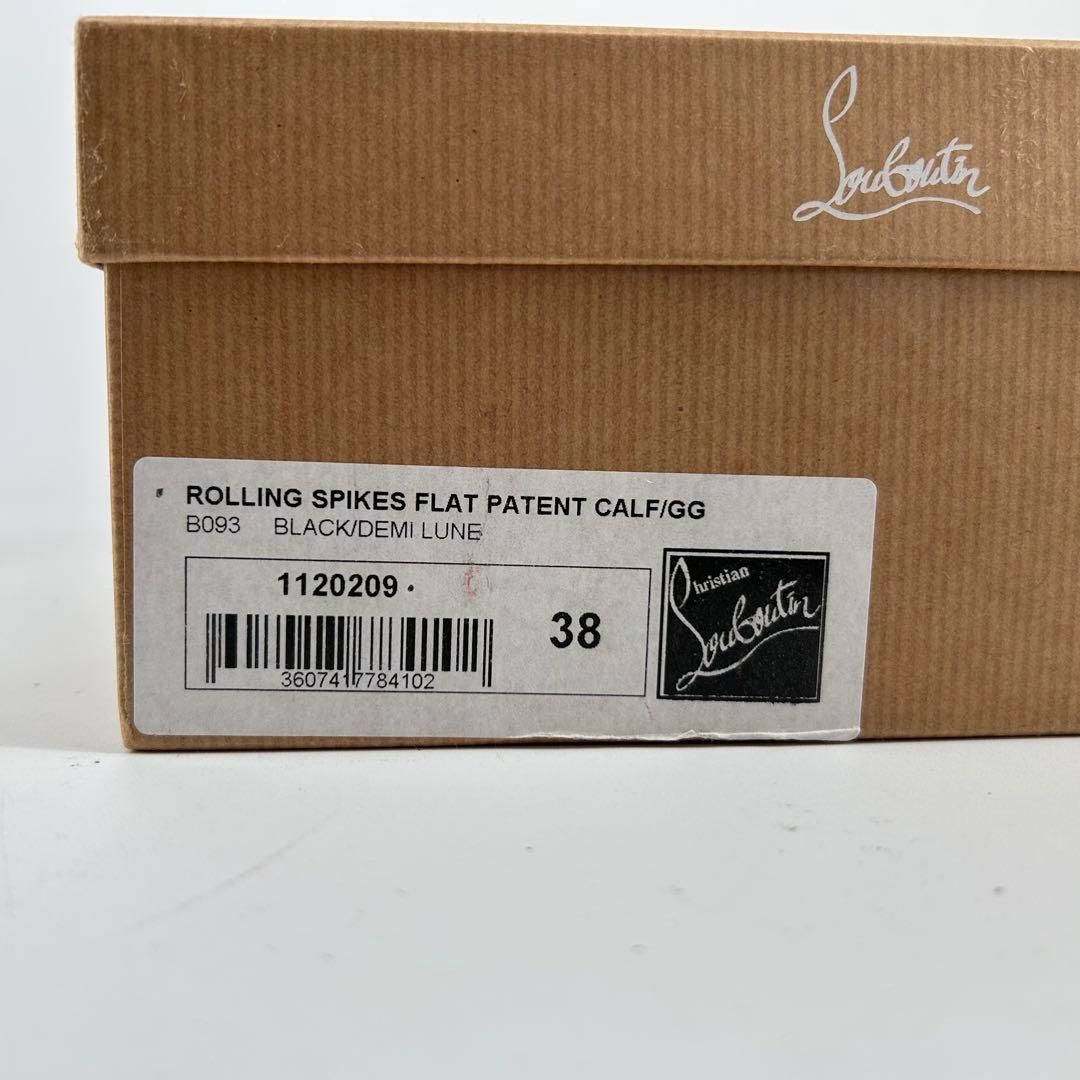 Louboutin
ROLLING SPIKES FLAT PATENT CALF/GG
B093 BLACK/DEMI LUNE
1120209
38
3607417784102
Christian
Louboutin